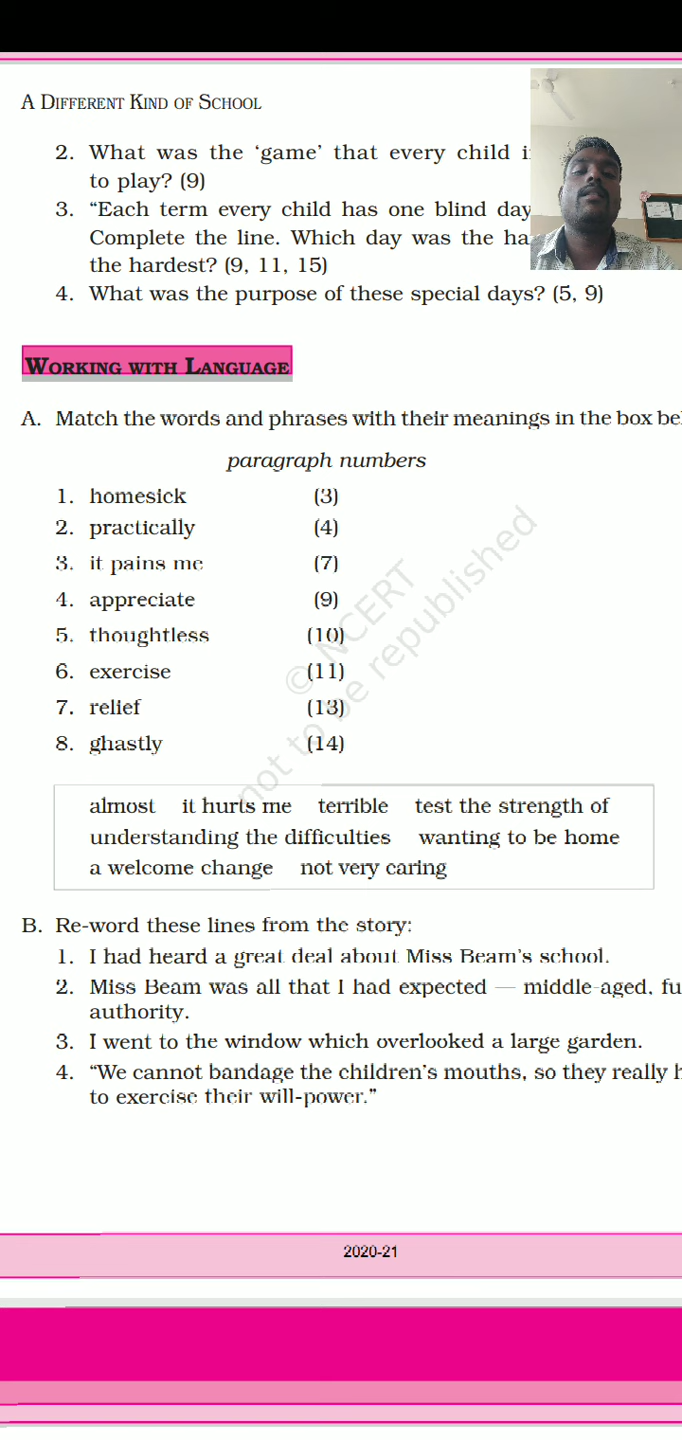 A DIFFERENT KIND OF SCHOOL
2. What was the ‘game’ that every child
to play? (9)
3. “Each term every child has one blind day
Complete the line. Which day was the
the hardest? (9, 11, 15)
4. What was the purpose of these special days? (5, 9)
WORKING WITH LANGUAGE
A. Match the words and phrases with their meanings in the box
paragraph numbers
1. homesick (3)
2. practically (4)
3. it pains me (7)
4. appreciate (9)
5. thoughtless (10)
6. exercise (11)
7. relief (13)
8. ghastly (14)
© NCERT
not to be republished
almost it hurts me terrible test the strength of
understanding the difficulties wanting to be home
a welcome change not very caring
B. Re-word these lines from the story:
1. I had heard a great deal about Miss Beam’s school.
2. Miss Beam was all that I had expected — middle-aged,
authority.
3. I went to the window which overlooked a large garden.
4. “We cannot bandage the children’s mouths, so they really
to exercise their will-power.”
2020-21